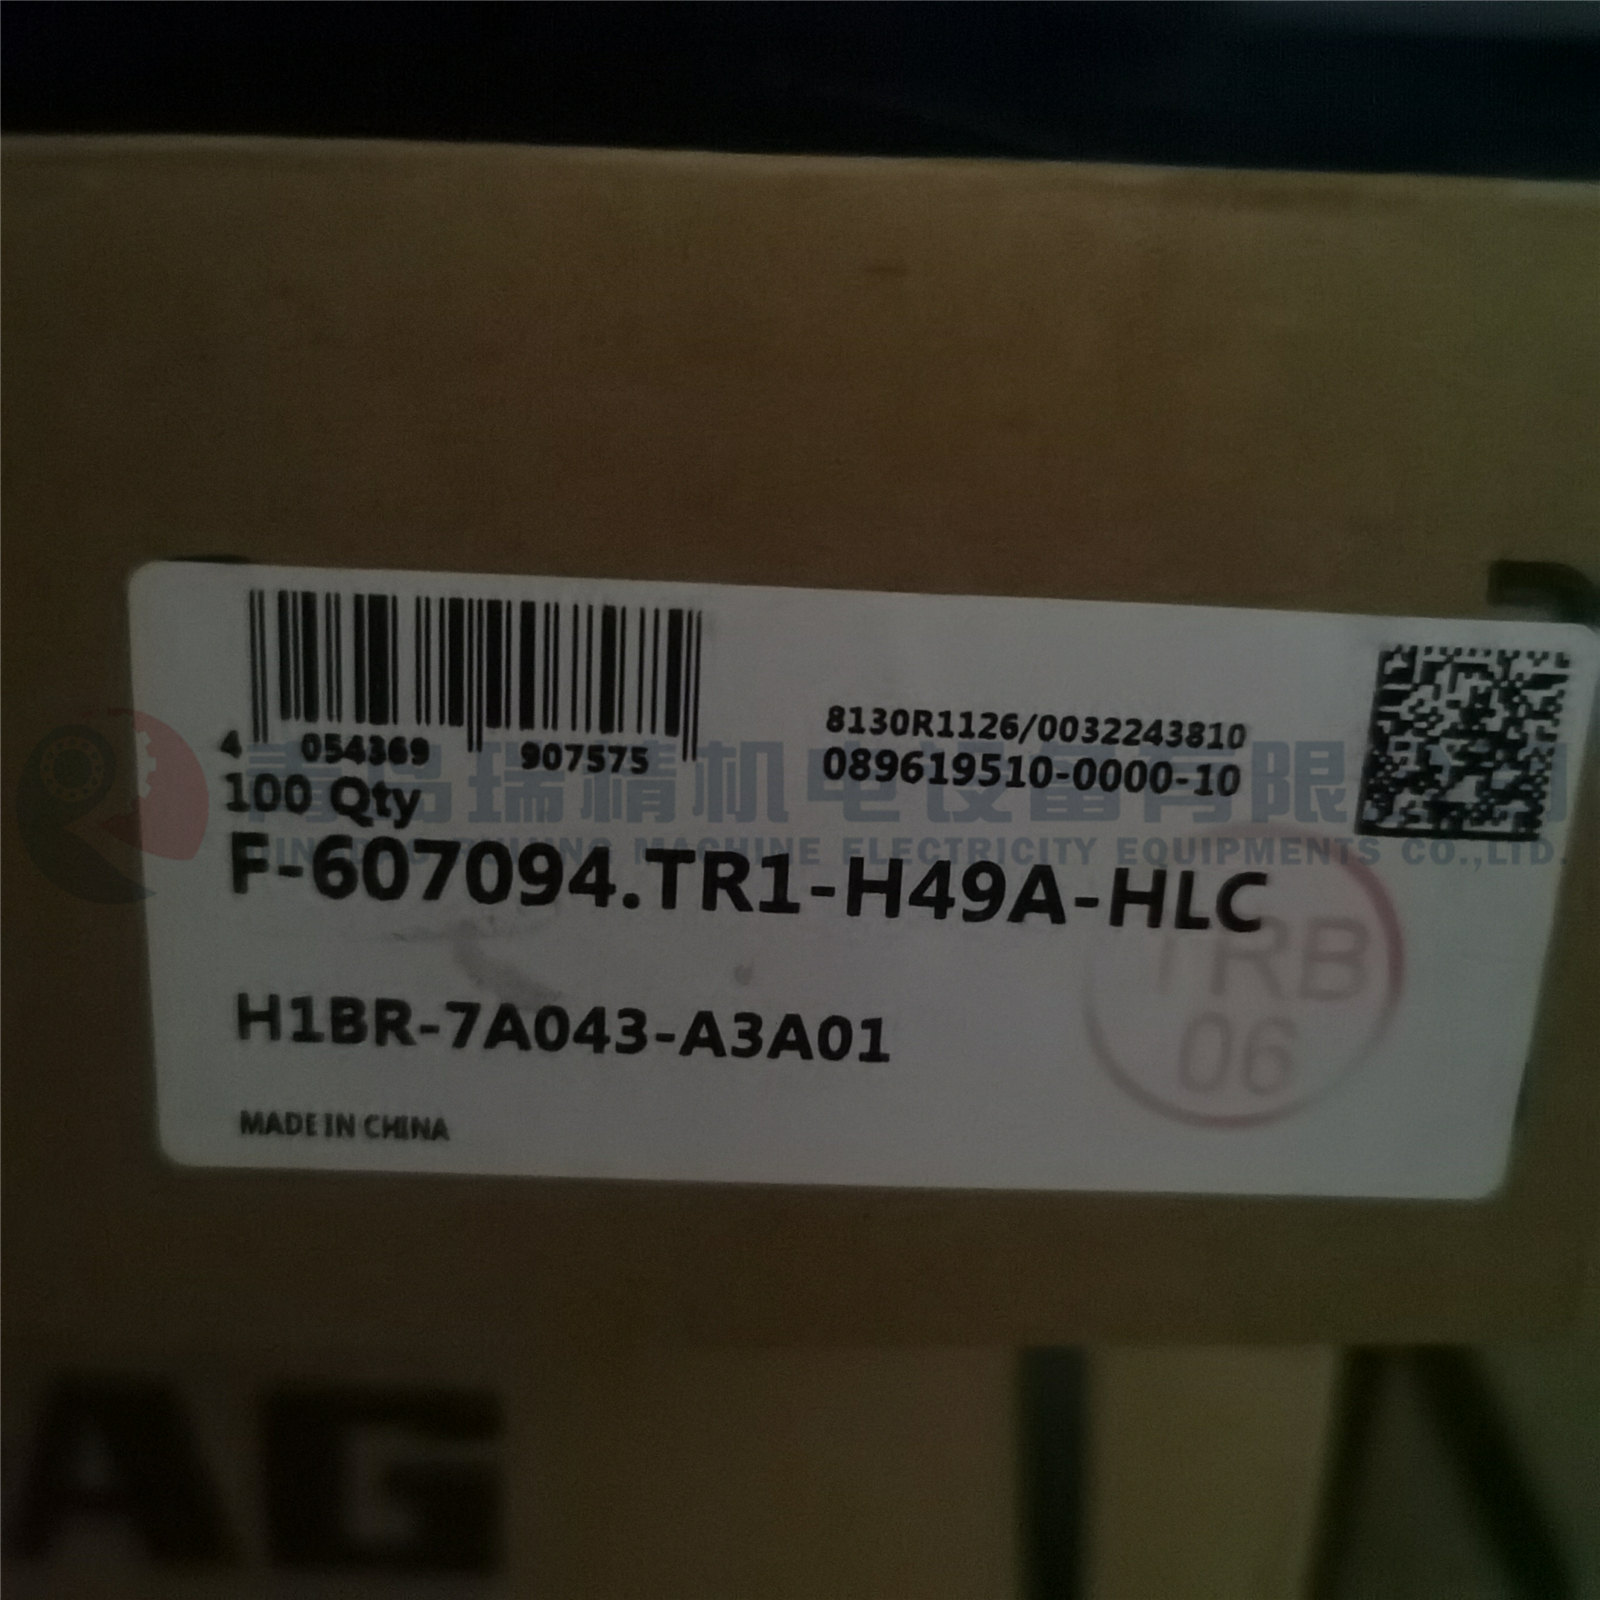 4 054369 907575
8130R1126/0032243810
089619510-0000-10
100 Qty
青岛瑞精机电设备有限
MACHINE ELECTRICITY EQUIPMENTS CO.,LTD.
F-607094.TR1-H49A-HLC
TRB
06
H1BR-7A043-A3A01
MADE IN CHINA
AG